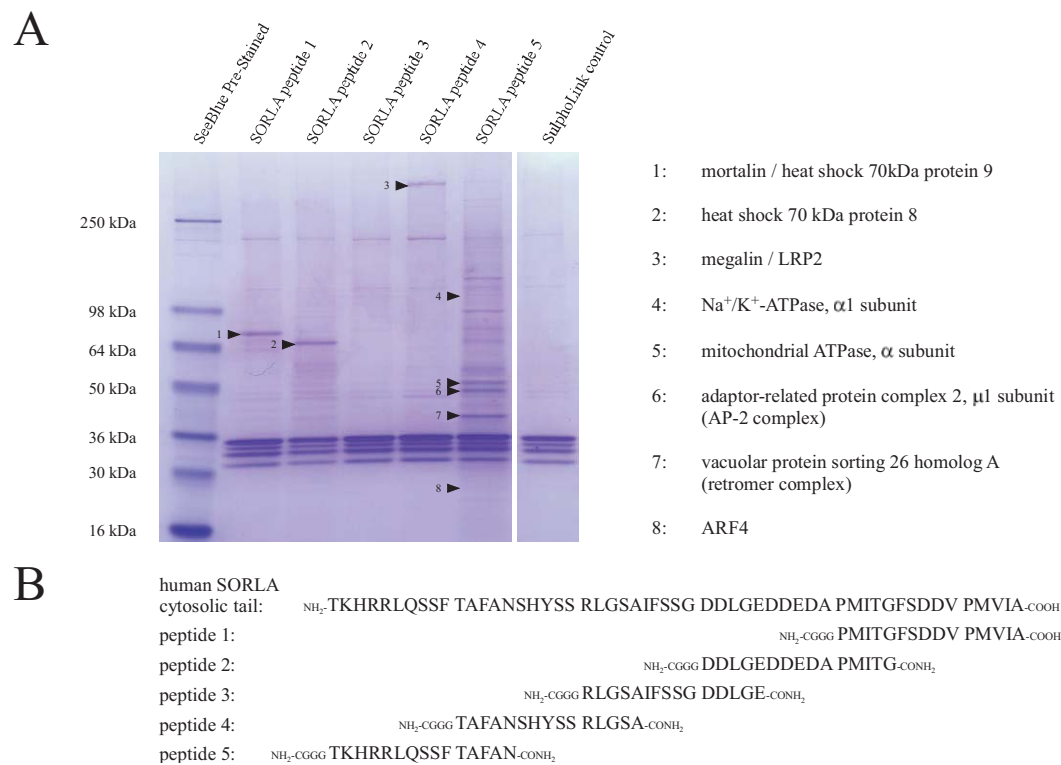 A
SeeBlue Pre-Stained
SORLA peptide 1
SORLA peptide 2
SORLA peptide 3
SORLA peptide 4
SORLA peptide 5
SulphoLink control
250 kDa
98 kDa
64 kDa
50 kDa
36 kDa
30 kDa
16 kDa
3
4
1
2
5
6
7
8
1: mortalin / heat shock 70kDa protein 9
2: heat shock 70 kDa protein 8
3: megalin / LRP2
4: Na⁺/K⁺-ATPase, α1 subunit
5: mitochondrial ATPase, α subunit
6: adaptor-related protein complex 2, μ1 subunit
(AP-2 complex)
7: vacuolar protein sorting 26 homolog A
(retromer complex)
8: ARF4
B
human SORLA
cytosolic tail: NH₂-TKHRRLQSSF TAFANSHYSS RLGSAIFSSG DDLGEDDEDA PMITGFSDDV PMVIA-COOH
peptide 1: NH₂-CGGG PMITGFSDDV PMVIA-COOH
peptide 2: NH₂-CGGG DDLGEDDEDA PMITG-CONH₂
peptide 3: NH₂-CGGG RLGSAIFSSG DDLGE-CONH₂
peptide 4: NH₂-CGGG TAFANSHYSS RLGSA-CONH₂
peptide 5: NH₂-CGGG TKHRRLQSSF TAFAN-CONH₂